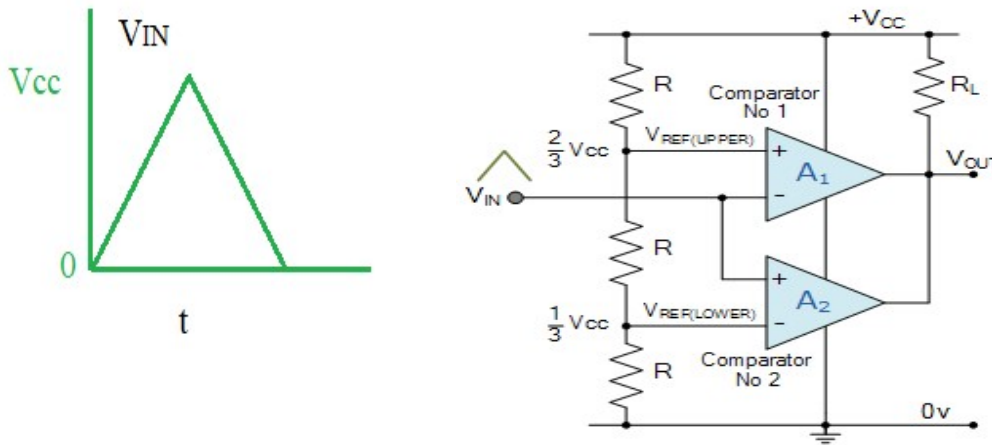 VIN
Vcc
0
t
+Vcc
R
Comparator
No 1
RL
2/3 Vcc
VREF(UPPER)
+
A1
VOUT
VIN
-
R
+
A2
1/3 Vcc
VREF(LOWER)
-
R
Comparator
No 2
0v